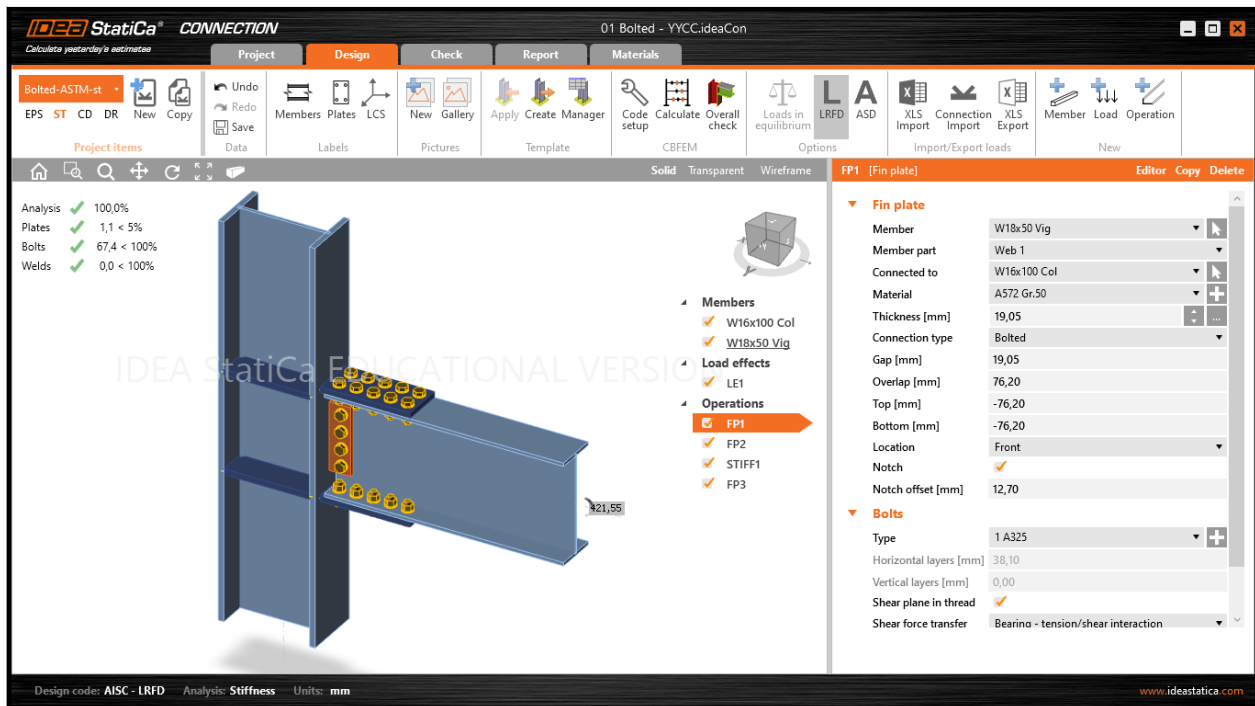 IDEA StatiCa® CONNECTION
Calculate yesterday's estimates
01 Bolted - YYCC.ideaCon
Project Design Check Report Materials
Bolted-ASTM-st
EPS ST CD DR New Copy
Undo
Redo
Save
Members Plates LCS
New Gallery
Apply Create Manager
Code setup Calculate Overall check
Loads in equilibrium L LRFD A ASD
XLS Import Connection Import XLS Export
Member Load Operation
Project items Data Labels Pictures Template CBFEM Options Import/Export loads New
Solid Transparent Wireframe
Analysis 100,0%
Plates 1,1 < 5%
Bolts 67,4 < 100%
Welds 0,0 < 100%
IDEA StatiCa EDUCATIONAL VERSION
421,55
Members
W16x100 Col
W18x50 Vig
Load effects
LE1
Operations
FP1
FP2
STIFF1
FP3
FP1 [Fin plate] Editor Copy Delete
Fin plate
Member W18x50 Vig
Member part Web 1
Connected to W16x100 Col
Material A572 Gr.50
Thickness [mm] 19,05 ...
Connection type Bolted
Gap [mm] 19,05
Overlap [mm] 76,20
Top [mm] -76,20
Bottom [mm] -76,20
Location Front
Notch
Notch offset [mm] 12,70
Bolts
Type 1 A325
Horizontal layers [mm] 38,10
Vertical layers [mm] 0,00
Shear plane in thread
Shear force transfer Bearing - tension/shear interaction
Design code: AISC - LRFD Analysis: Stiffness Units: mm
www.ideastatica.com